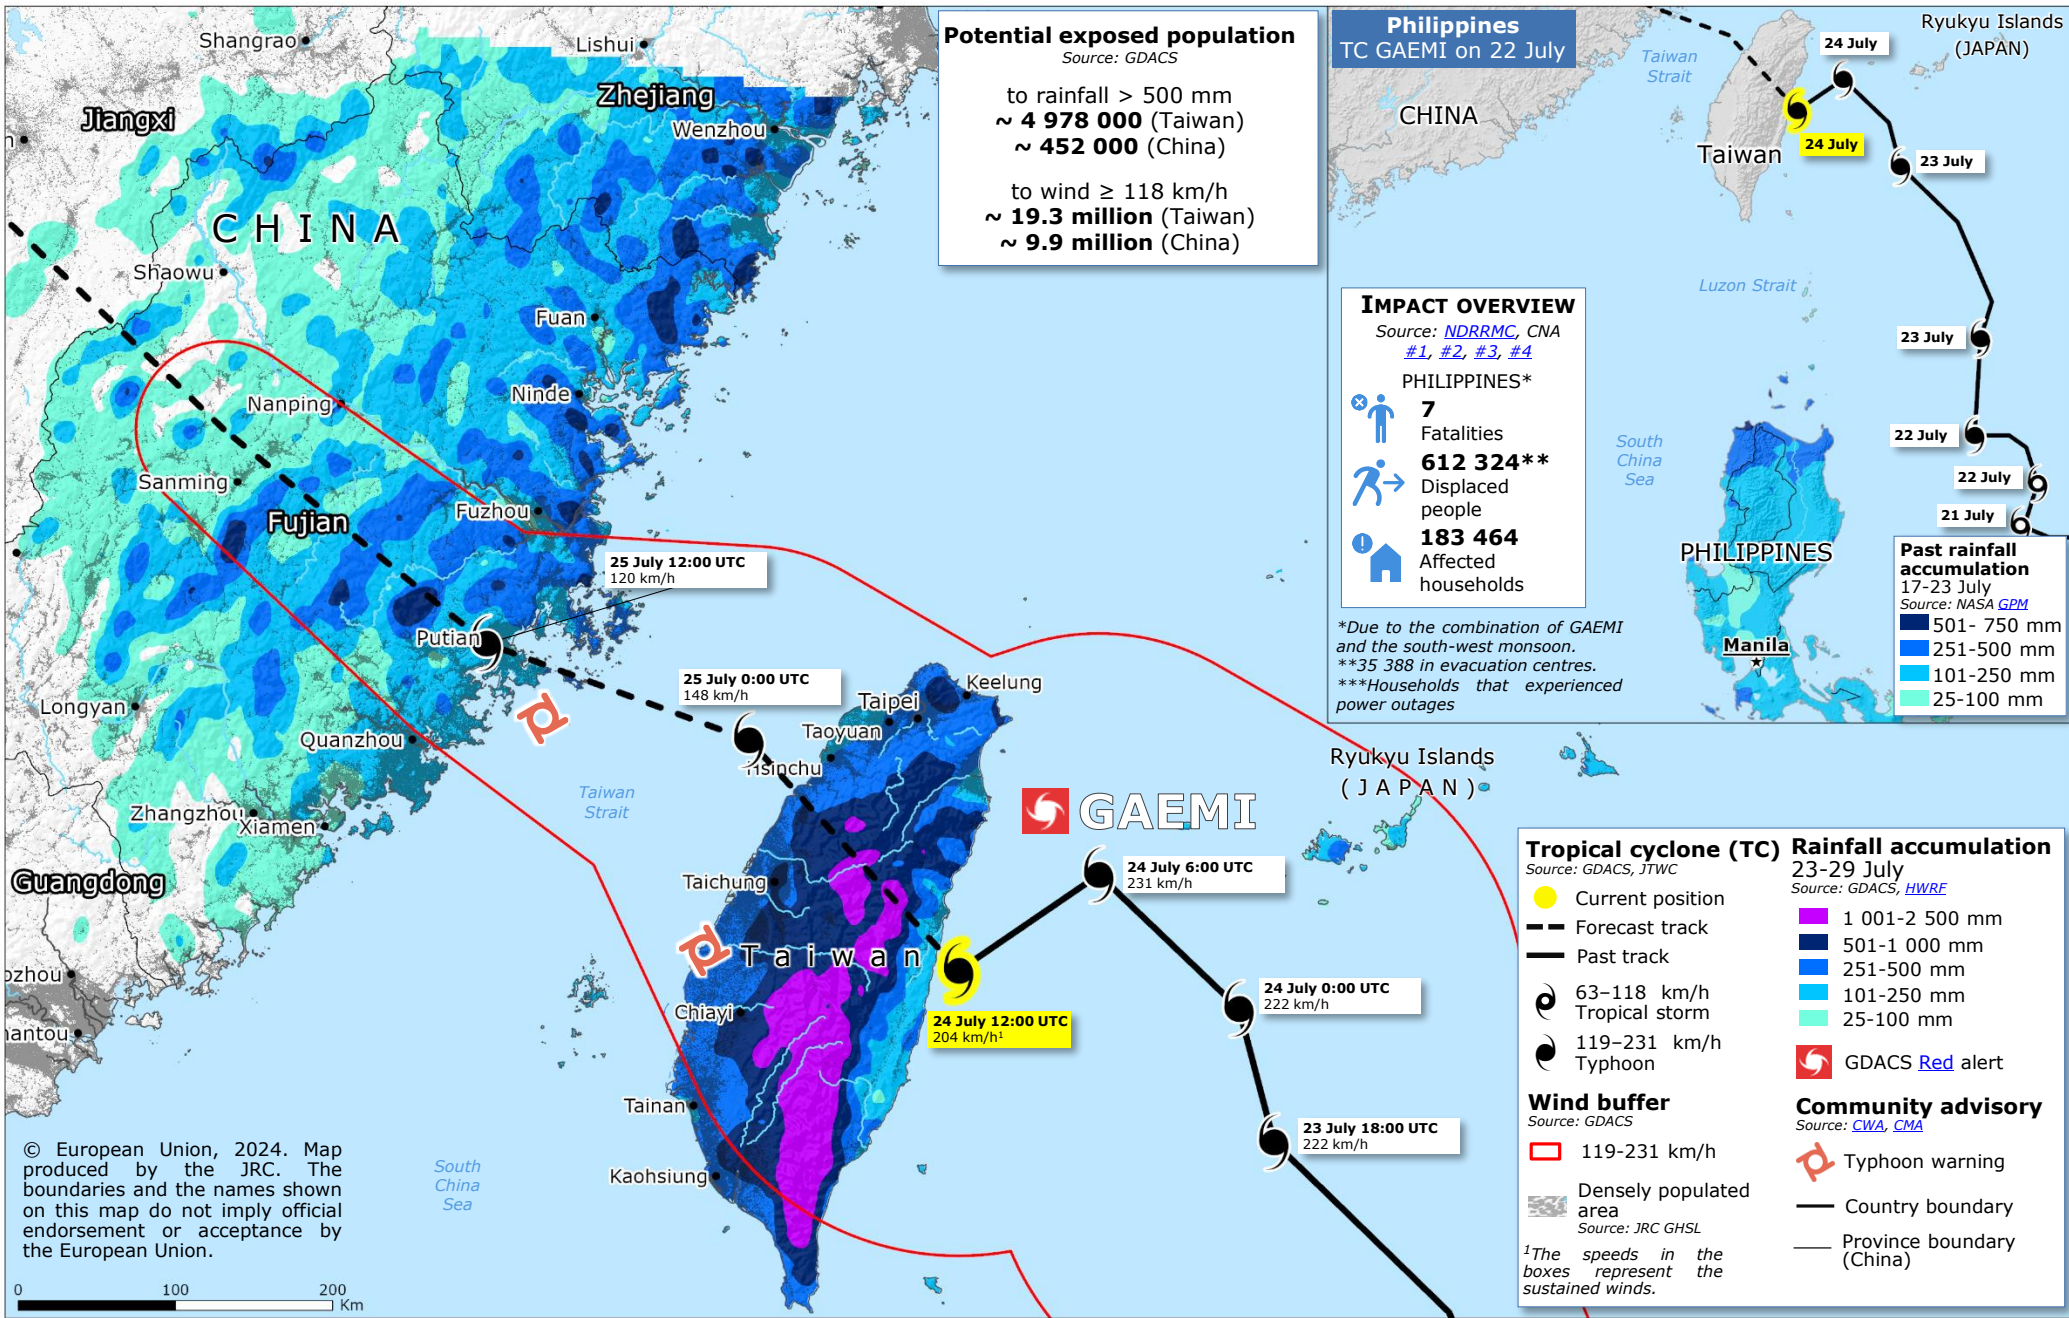 Shangrao
Lishui
Jiangxi
Zhejiang
Wenzhou
CHINA
Shaowu
Fuan
Ninde
Nanping
Sanming
Fujian
Fuzhou
Putian
Longyan
Quanzhou
Zhangzhou
Xiamen
Guangdong
Taiwan
Strait
South
China
Sea
Potential exposed population
Source: GDACS
to rainfall > 500 mm
~ 4 978 000 (Taiwan)
~ 452 000 (China)
to wind ≥ 118 km/h
~ 19.3 million (Taiwan)
~ 9.9 million (China)
25 July 12:00 UTC
120 km/h
25 July 0:00 UTC
148 km/h
Keelung
Taipei
Taoyuan
Hsinchu
Taichung
Taiwan
Chiayi
Tainan
Kaohsiung
GAEMI
24 July 6:00 UTC
231 km/h
24 July 12:00 UTC
204 km/h¹
24 July 0:00 UTC
222 km/h
23 July 18:00 UTC
222 km/h
Ryukyu Islands
(JAPAN)
Philippines
TC GAEMI on 22 July
Ryukyu Islands
(JAPAN)
Taiwan
Strait
CHINA
Taiwan
24 July
24 July
23 July
Luzon Strait
23 July
22 July
22 July
21 July
South
China
Sea
PHILIPPINES
Manila
IMPACT OVERVIEW
Source: NDRRMC, CNA
#1, #2, #3, #4
PHILIPPINES*
7
Fatalities
612 324**
Displaced
people
183 464
Affected
households
*Due to the combination of GAEMI
and the south-west monsoon.
**35 388 in evacuation centres.
***Households that experienced
power outages
Past rainfall
accumulation
17-23 July
Source: NASA GPM
501- 750 mm
251-500 mm
101-250 mm
25-100 mm
Tropical cyclone (TC)
Source: GDACS, JTWC
Current position
Forecast track
Past track
63–118 km/h
Tropical storm
119–231 km/h
Typhoon
Wind buffer
Source: GDACS
119-231 km/h
Densely populated
area
Source: JRC GHSL
¹The speeds in the
boxes represent the
sustained winds.
Rainfall accumulation
23-29 July
Source: GDACS, HWRF
1 001-2 500 mm
501-1 000 mm
251-500 mm
101-250 mm
25-100 mm
GDACS Red alert
Community advisory
Source: CWA, CMA
Typhoon warning
Country boundary
Province boundary
(China)
© European Union, 2024. Map
produced by the JRC. The
boundaries and the names shown
on this map do not imply official
endorsement or acceptance by
the European Union.
0 100 200
Km